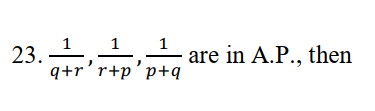 23. 1/(q+r), 1/(r+p), 1/(p+q) are in A.P., then